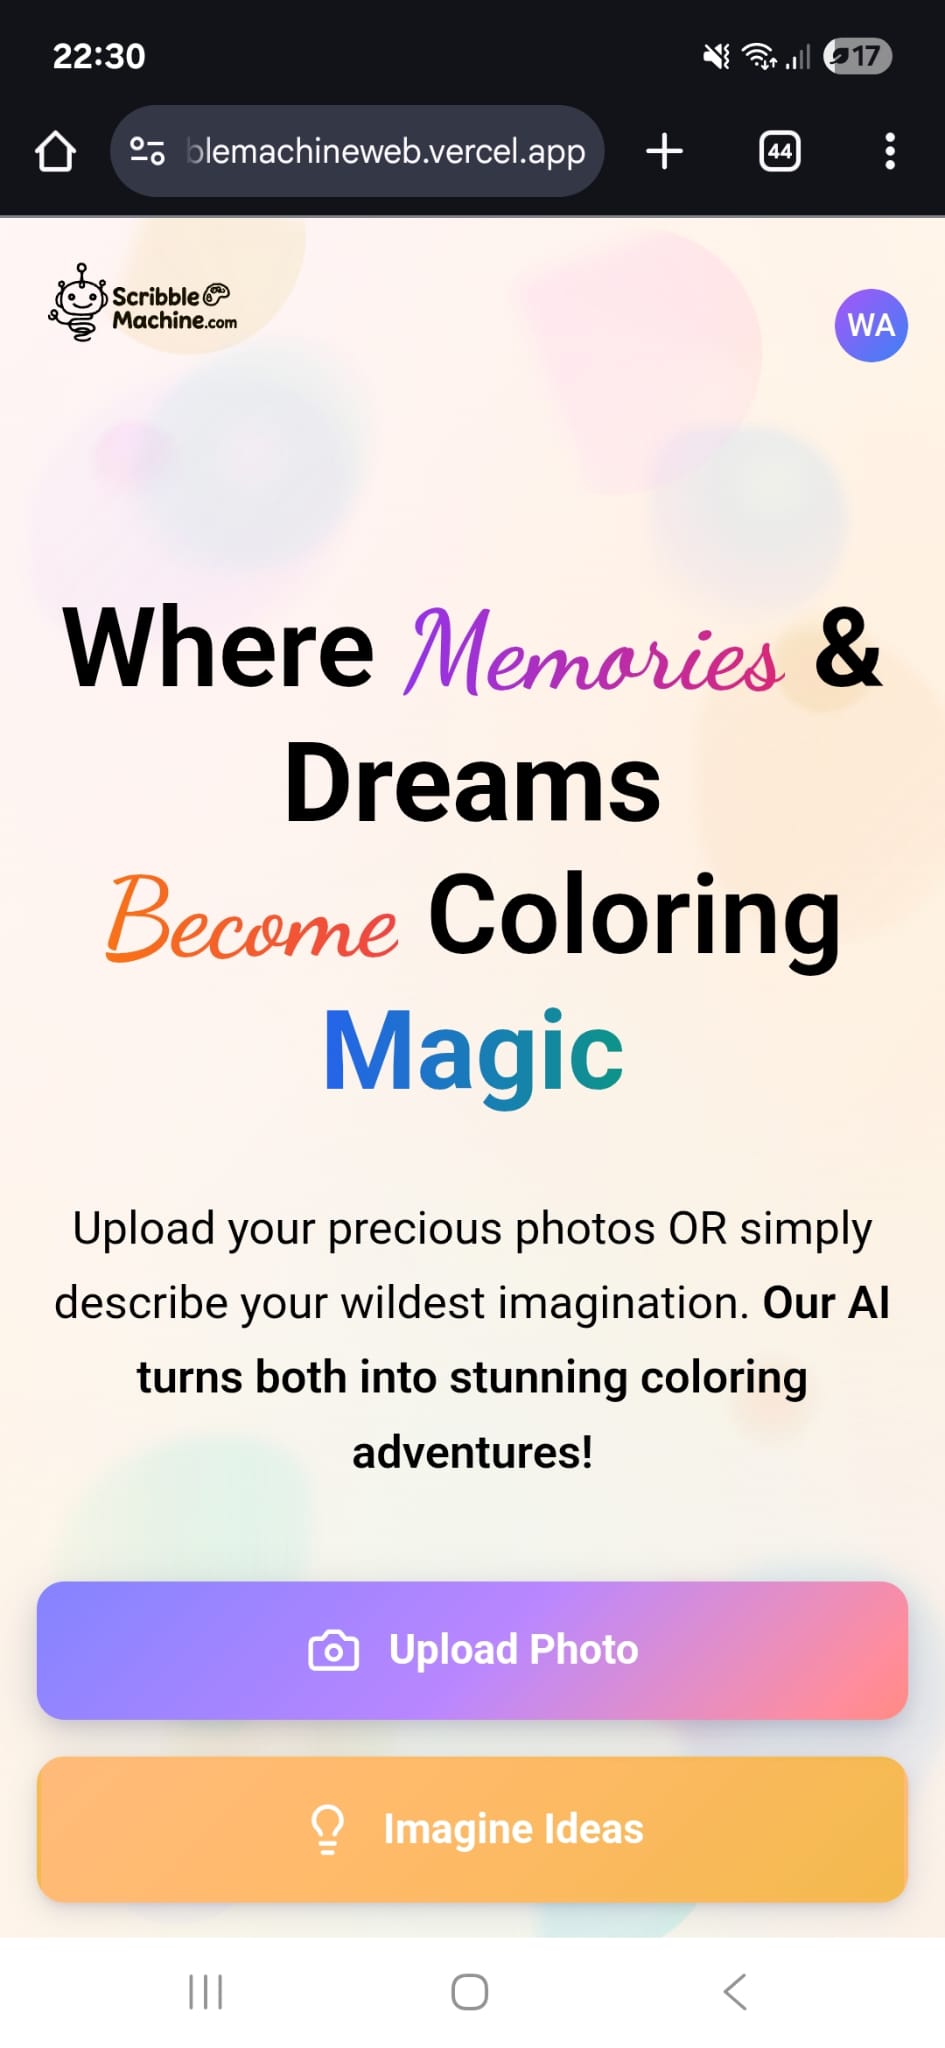 22:30
17
blemachineweb.vercel.app
44
Scribble
Machine.com
WA
Where Memories &
Dreams
Become Coloring
Magic
Upload your precious photos OR simply
describe your wildest imagination. Our AI
turns both into stunning coloring
adventures!
Upload Photo
Imagine Ideas